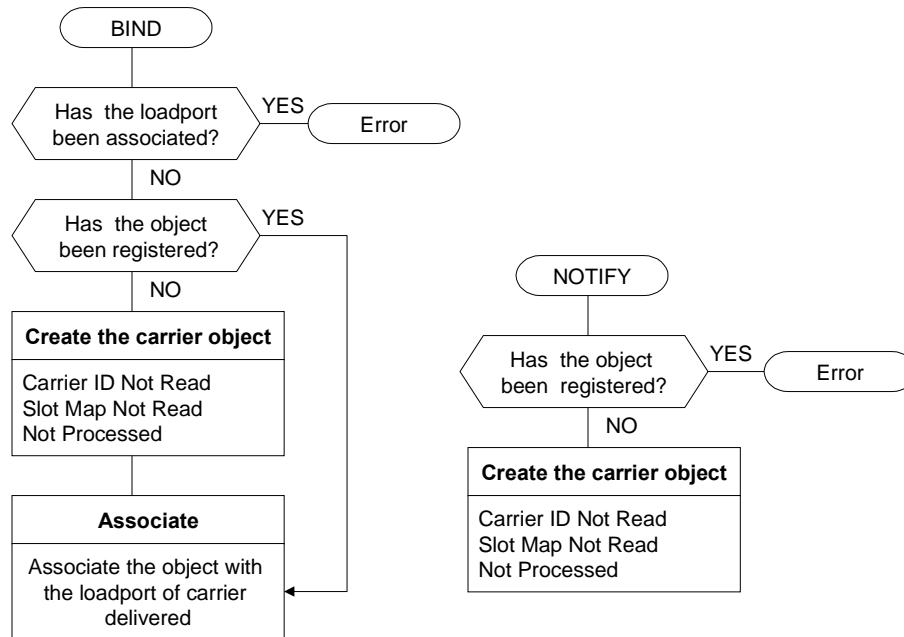 BIND
Has the loadport
been associated?
YES
Error
NO
Has the object
been registered?
YES
NO
Create the carrier object
Carrier ID Not Read
Slot Map Not Read
Not Processed
Associate
Associate the object with
the loadport of carrier
delivered
NOTIFY
Has the object
been registered?
YES
Error
NO
Create the carrier object
Carrier ID Not Read
Slot Map Not Read
Not Processed